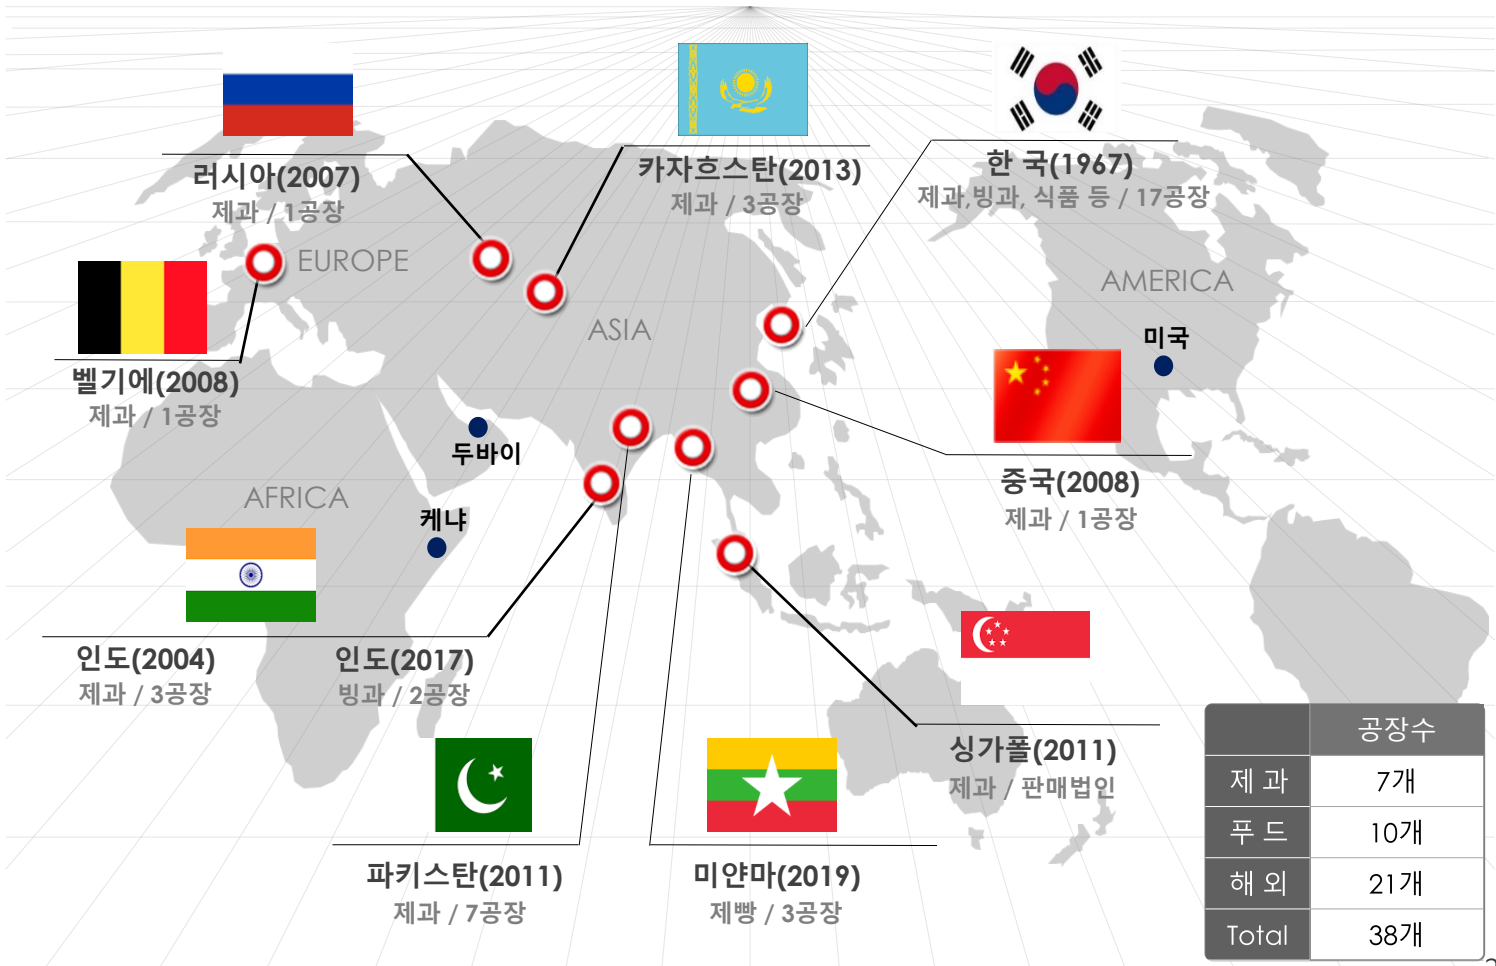 러시아(2007)
제과 / 1공장
카자흐스탄(2013)
제과 / 3공장
한 국(1967)
제과,빙과, 식품 등 / 17공장
EUROPE
AMERICA
ASIA
미국
벨기에(2008)
제과 / 1공장
두바이
중국(2008)
제과 / 1공장
AFRICA
케냐
인도(2004)
제과 / 3공장
인도(2017)
빙과 / 2공장
싱가폴(2011)
제과 / 판매법인
파키스탄(2011)
제과 / 7공장
미얀마(2019)
제빵 / 3공장
공장수
제 과 7개
푸 드 10개
해 외 21개
Total 38개